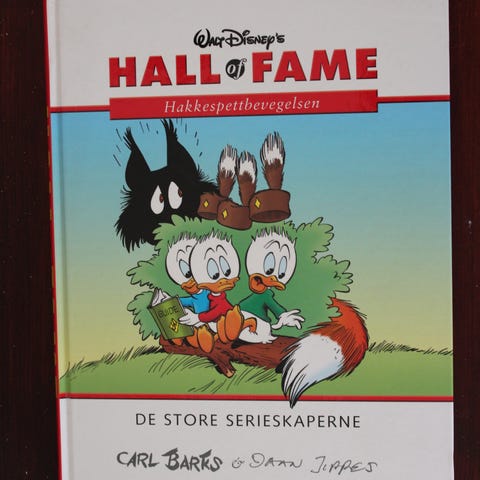 Walt Disney's
HALL of FAME
Hakkespettbevegelsen
GUIDE
DE STORE SERIESKAPERNE
CARL BARKS & DAAN JIPPES